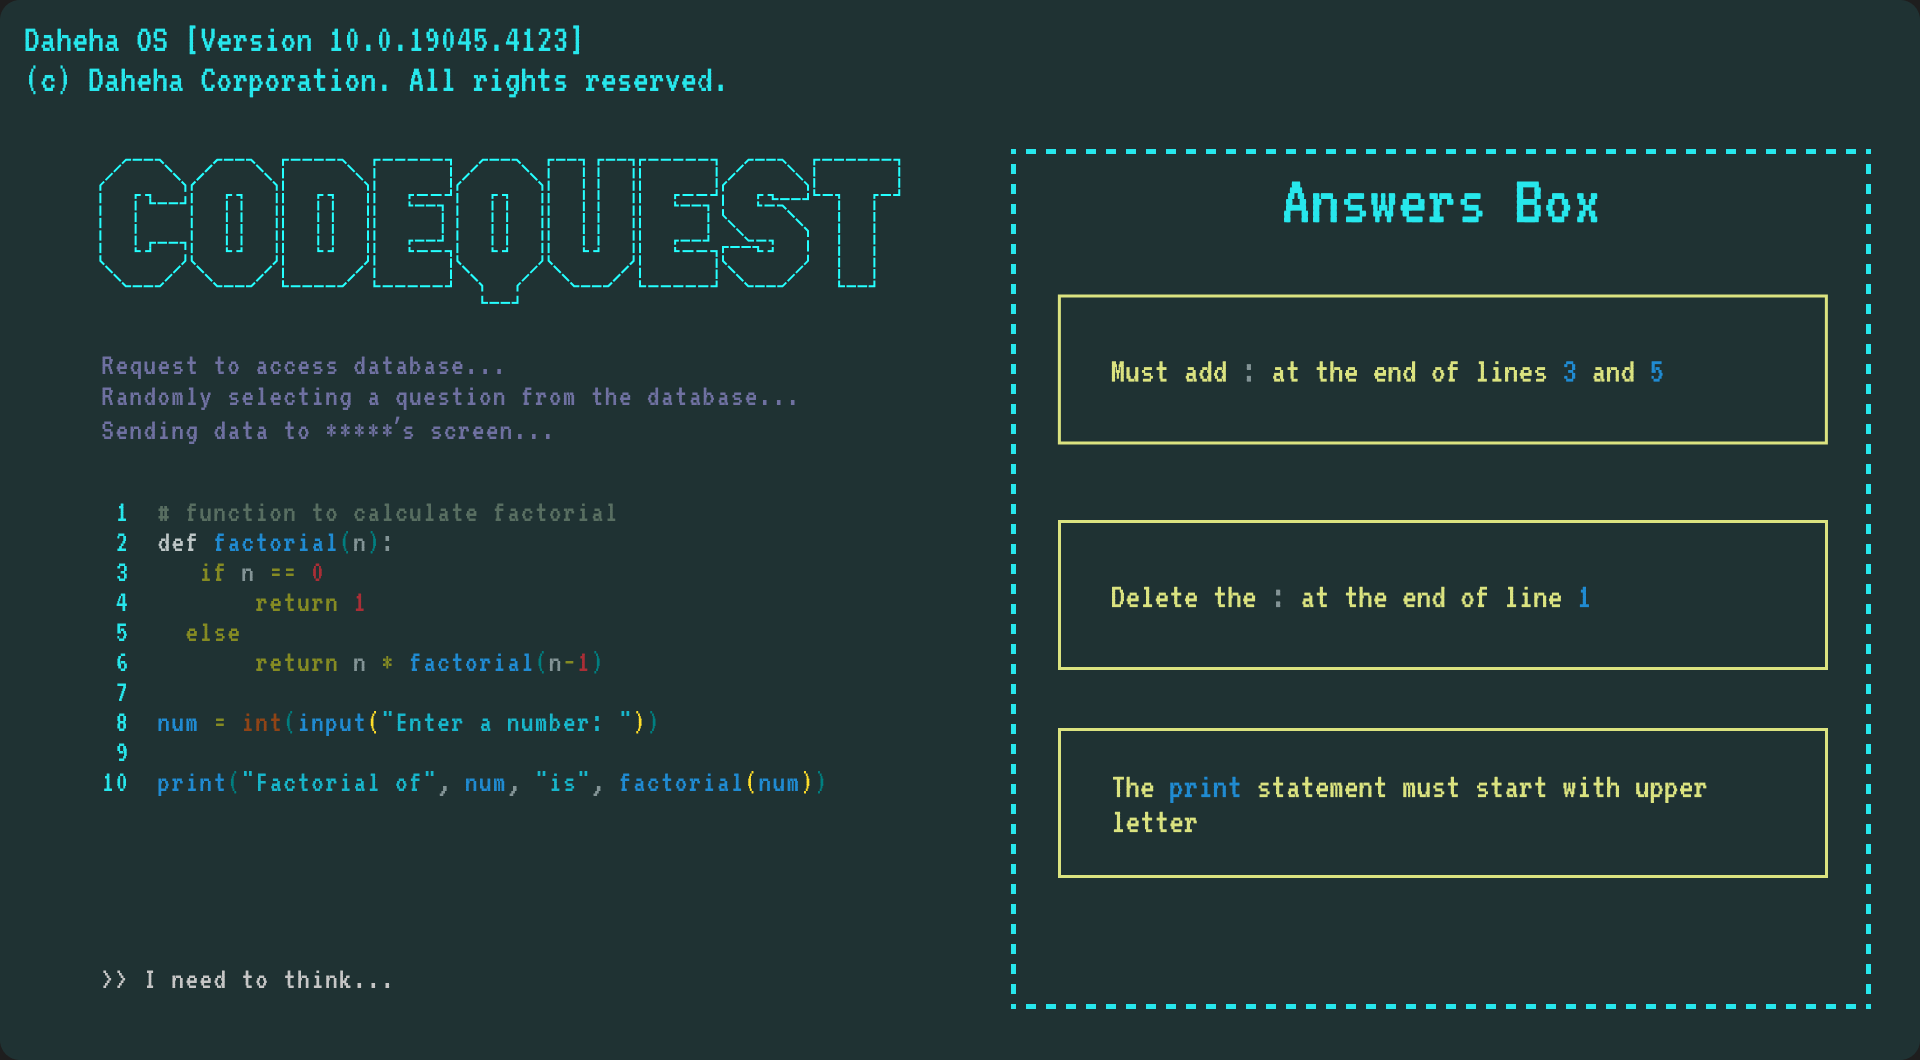 Daheha OS [Version 10.0.19045.4123]
(c) Daheha Corporation. All rights reserved.
CODEQUEST
Request to access database...
Randomly selecting a question from the database...
Sending data to *****'s screen...
1 # function to calculate factorial
2 def factorial(n):
3 if n == 0
4 return 1
5 else
6 return n * factorial(n-1)
7
8 num = int(input("Enter a number: "))
9
10 print("Factorial of", num, "is", factorial(num))
>> I need to think...
Answers Box
Must add : at the end of lines 3 and 5
Delete the : at the end of line 1
The print statement must start with upper
letter